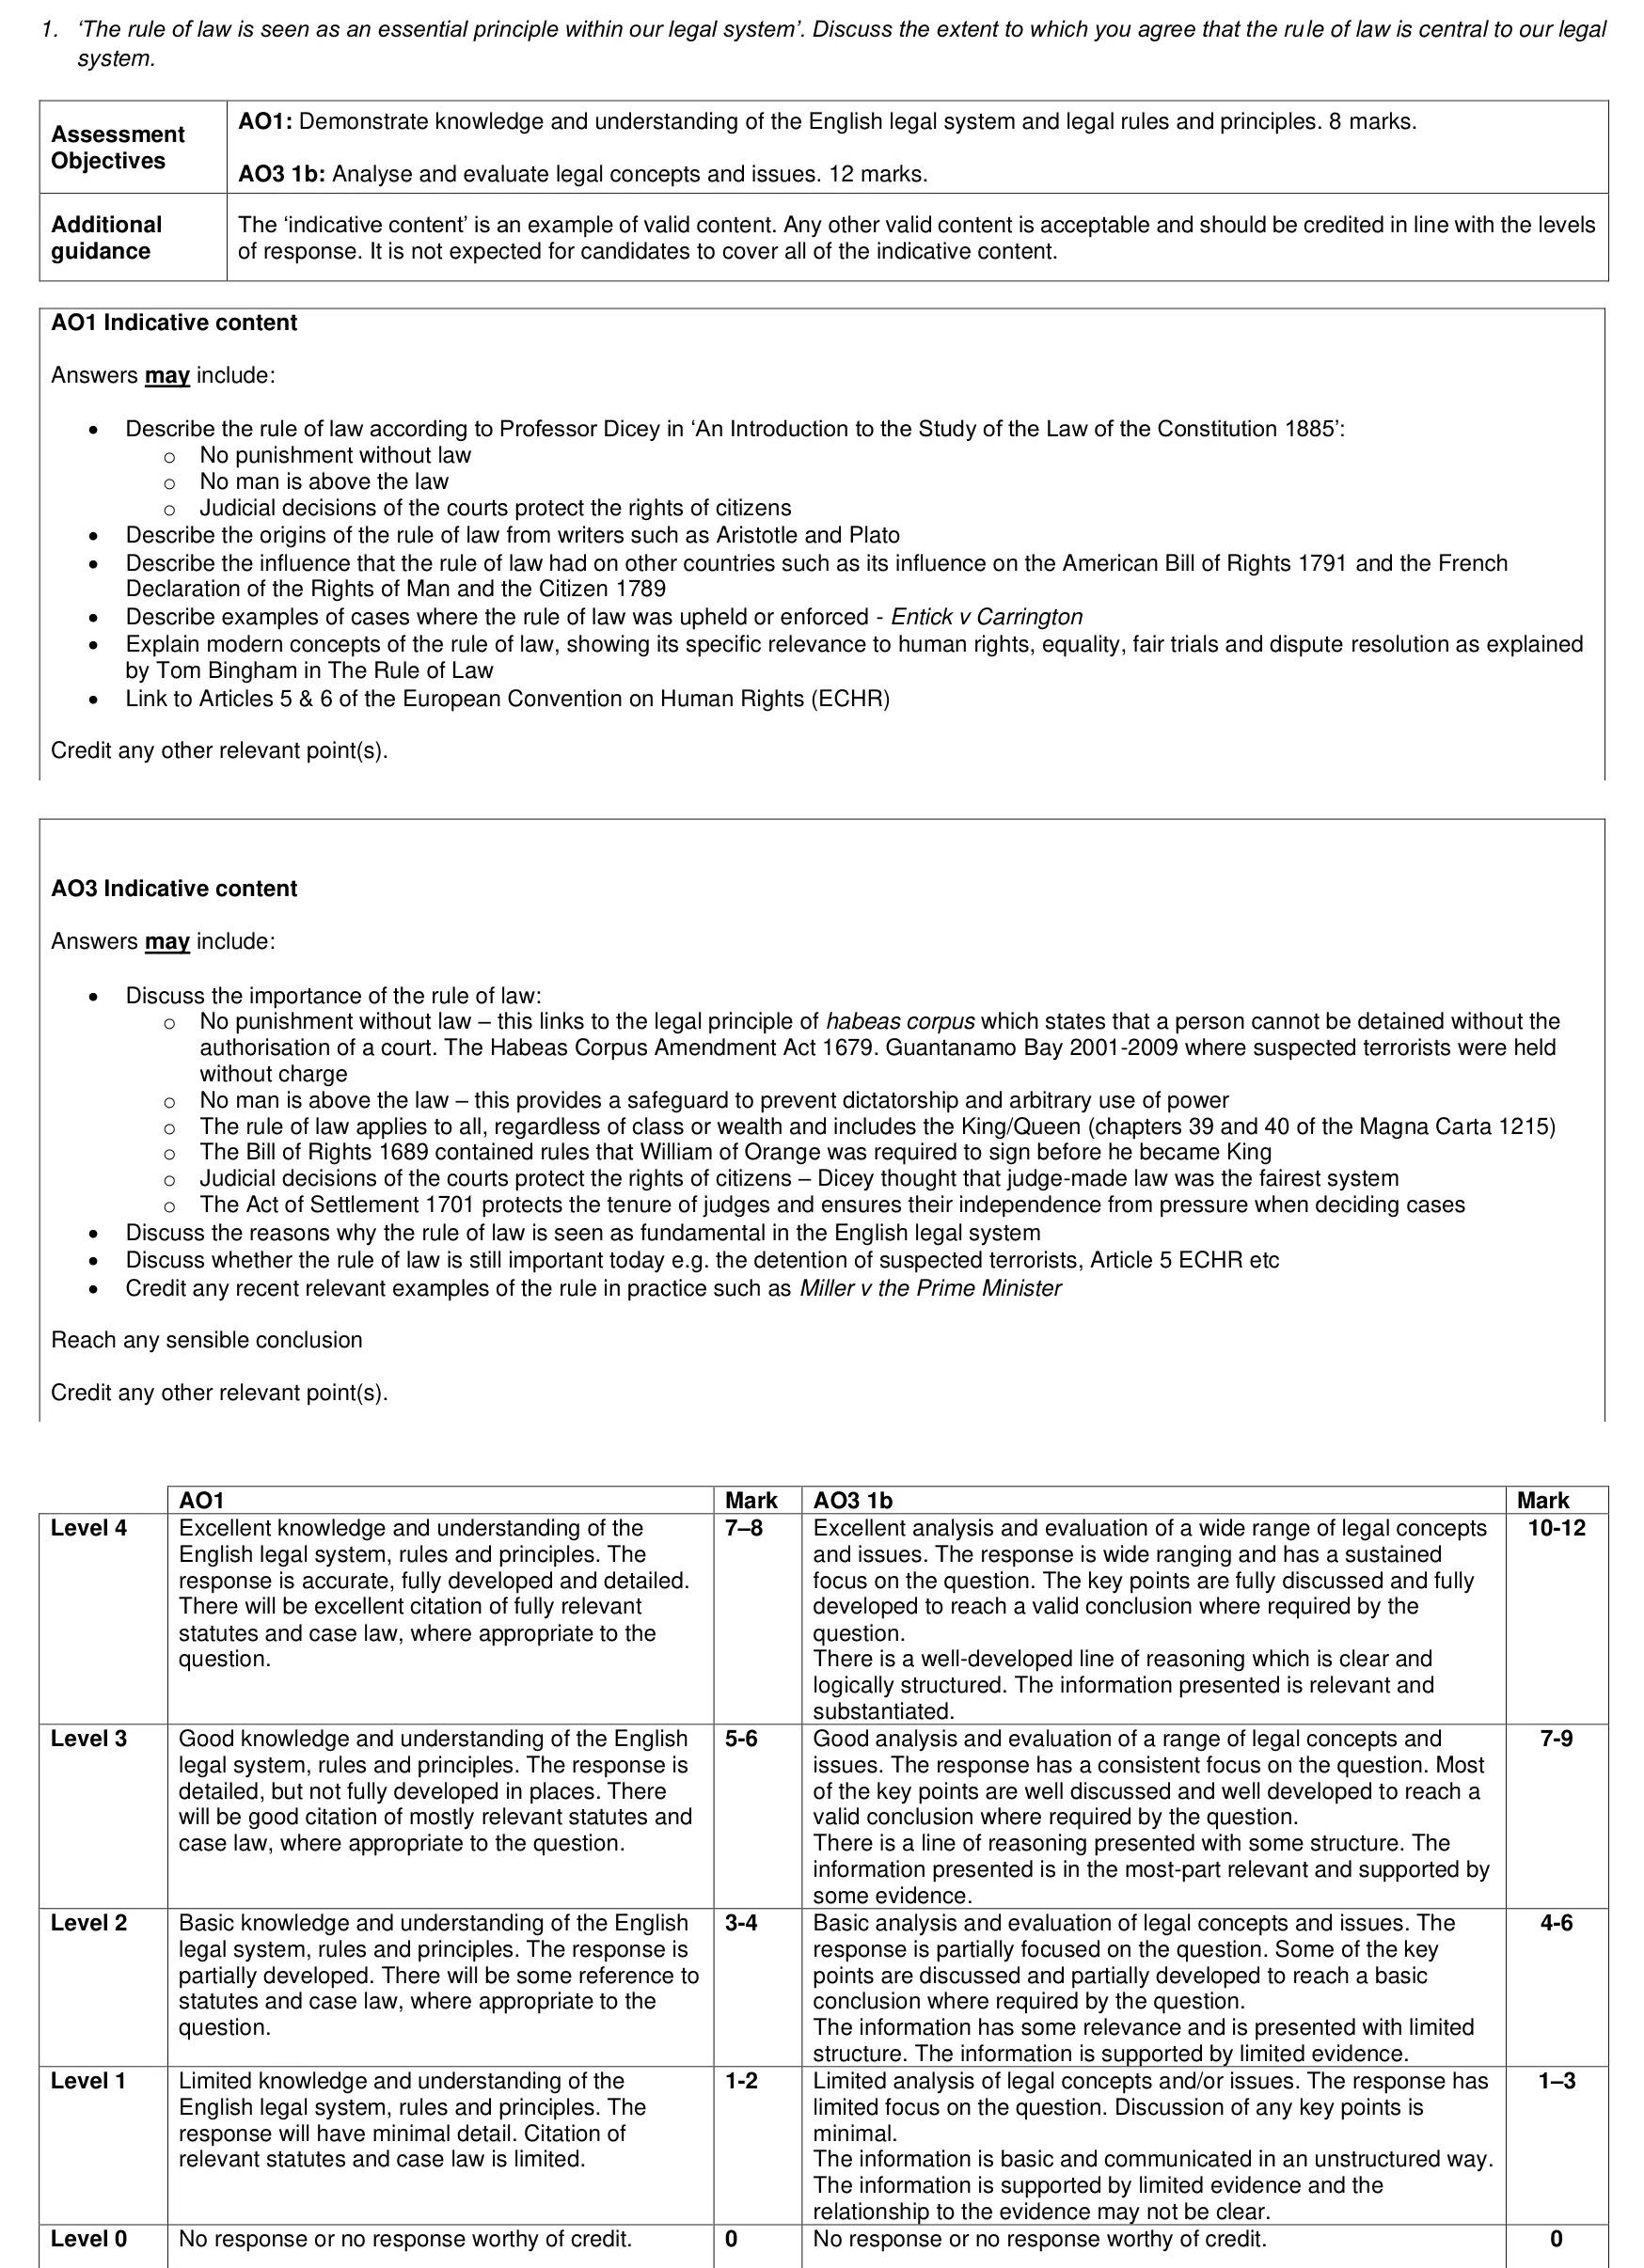 1. ‘The rule of law is seen as an essential principle within our legal system’. Discuss the extent to which you agree that the rule of law is central to our legal
system.
Assessment
Objectives
AO1: Demonstrate knowledge and understanding of the English legal system and legal rules and principles. 8 marks.
AO3 1b: Analyse and evaluate legal concepts and issues. 12 marks.
Additional
guidance
The ‘indicative content’ is an example of valid content. Any other valid content is acceptable and should be credited in line with the levels
of response. It is not expected for candidates to cover all of the indicative content.
AO1 Indicative content
Answers may include:
• Describe the rule of law according to Professor Dicey in ‘An Introduction to the Study of the Law of the Constitution 1885’:
o No punishment without law
o No man is above the law
o Judicial decisions of the courts protect the rights of citizens
• Describe the origins of the rule of law from writers such as Aristotle and Plato
• Describe the influence that the rule of law had on other countries such as its influence on the American Bill of Rights 1791 and the French
Declaration of the Rights of Man and the Citizen 1789
• Describe examples of cases where the rule of law was upheld or enforced - Entick v Carrington
• Explain modern concepts of the rule of law, showing its specific relevance to human rights, equality, fair trials and dispute resolution as explained
by Tom Bingham in The Rule of Law
• Link to Articles 5 & 6 of the European Convention on Human Rights (ECHR)
Credit any other relevant point(s).
AO3 Indicative content
Answers may include:
• Discuss the importance of the rule of law:
o No punishment without law – this links to the legal principle of habeas corpus which states that a person cannot be detained without the
authorisation of a court. The Habeas Corpus Amendment Act 1679. Guantanamo Bay 2001-2009 where suspected terrorists were held
without charge
o No man is above the law – this provides a safeguard to prevent dictatorship and arbitrary use of power
o The rule of law applies to all, regardless of class or wealth and includes the King/Queen (chapters 39 and 40 of the Magna Carta 1215)
o The Bill of Rights 1689 contained rules that William of Orange was required to sign before he became King
o Judicial decisions of the courts protect the rights of citizens – Dicey thought that judge-made law was the fairest system
o The Act of Settlement 1701 protects the tenure of judges and ensures their independence from pressure when deciding cases
• Discuss the reasons why the rule of law is seen as fundamental in the English legal system
• Discuss whether the rule of law is still important today e.g. the detention of suspected terrorists, Article 5 ECHR etc
• Credit any recent relevant examples of the rule in practice such as Miller v the Prime Minister
Reach any sensible conclusion
Credit any other relevant point(s).
AO1 Mark AO3 1b Mark
Level 4
Excellent knowledge and understanding of the
English legal system, rules and principles. The
response is accurate, fully developed and detailed.
There will be excellent citation of fully relevant
statutes and case law, where appropriate to the
question.
7–8
Excellent analysis and evaluation of a wide range of legal concepts
and issues. The response is wide ranging and has a sustained
focus on the question. The key points are fully discussed and fully
developed to reach a valid conclusion where required by the
question.
There is a well-developed line of reasoning which is clear and
logically structured. The information presented is relevant and
substantiated.
10-12
Level 3
Good knowledge and understanding of the English
legal system, rules and principles. The response is
detailed, but not fully developed in places. There
will be good citation of mostly relevant statutes and
case law, where appropriate to the question.
5-6
Good analysis and evaluation of a range of legal concepts and
issues. The response has a consistent focus on the question. Most
of the key points are well discussed and well developed to reach a
valid conclusion where required by the question.
There is a line of reasoning presented with some structure. The
information presented is in the most-part relevant and supported by
some evidence.
7-9
Level 2
Basic knowledge and understanding of the English
legal system, rules and principles. The response is
partially developed. There will be some reference to
statutes and case law, where appropriate to the
question.
3-4
Basic analysis and evaluation of legal concepts and issues. The
response is partially focused on the question. Some of the key
points are discussed and partially developed to reach a basic
conclusion where required by the question.
The information has some relevance and is presented with limited
structure. The information is supported by limited evidence.
4-6
Level 1
Limited knowledge and understanding of the
English legal system, rules and principles. The
response will have minimal detail. Citation of
relevant statutes and case law is limited.
1-2
Limited analysis of legal concepts and/or issues. The response has
limited focus on the question. Discussion of any key points is
minimal.
The information is basic and communicated in an unstructured way.
The information is supported by limited evidence and the
relationship to the evidence may not be clear.
1–3
Level 0
No response or no response worthy of credit.
0
No response or no response worthy of credit.
0